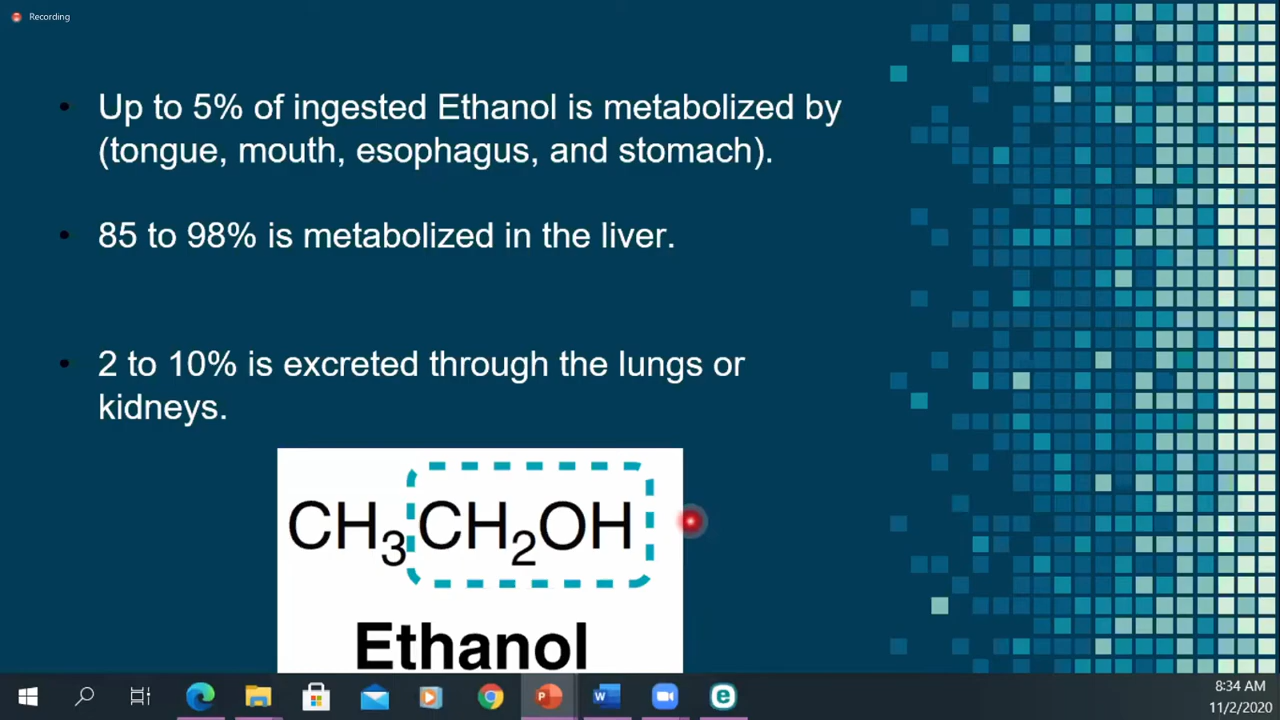 Recording
Up to 5% of ingested Ethanol is metabolized by
(tongue, mouth, esophagus, and stomach).
85 to 98% is metabolized in the liver.
2 to 10% is excreted through the lungs or
kidneys.
CH₃CH₂OH
Ethanol
8:34 AM
11/2/2020